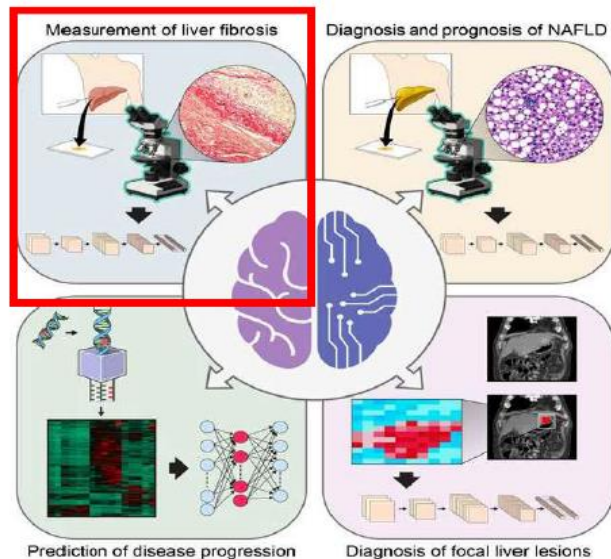 Measurement of liver fibrosis
Diagnosis and prognosis of NAFLD
Prediction of disease progression
Diagnosis of focal liver lesions